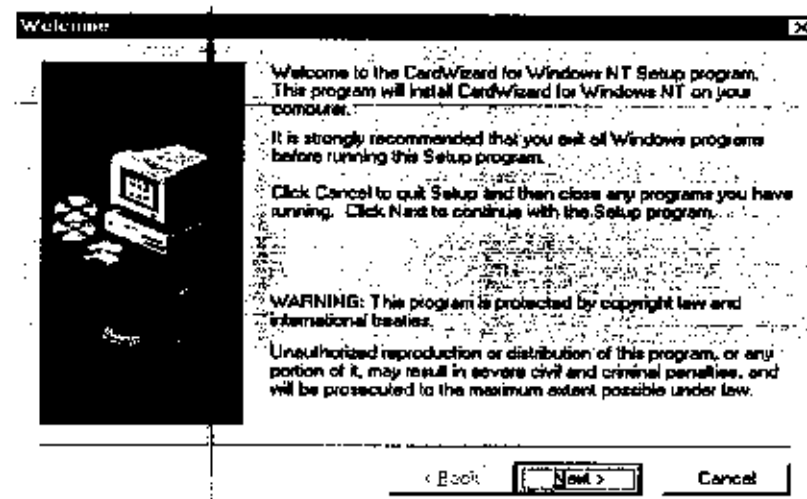 Welcome
Welcome to the CardWizard for Windows NT Setup program.
This program will install CardWizard for Windows NT on your
computer.
It is strongly recommended that you exit all Windows programs
before running this Setup program.
Click Cancel to quit Setup and then close any programs you have
running. Click Next to continue with the Setup program.
WARNING: This program is protected by copyright law and
international treaties.
Unauthorized reproduction or distribution of this program, or any
portion of it, may result in severe civil and criminal penalties, and
will be prosecuted to the maximum extent possible under law.
< Back
Next >
Cancel